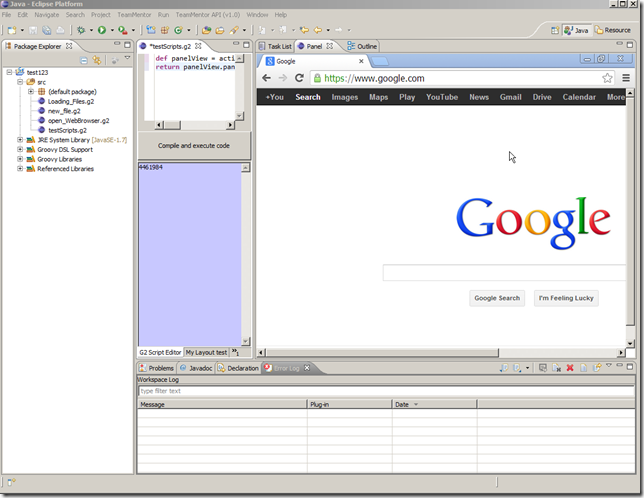 Java - Eclipse Platform
File Edit Navigate Search Project TeamMentor Run TeamMentor API (v1.0) Window Help
Java Resource
Package Explorer
test123
src
(default package)
Loading_Files.g2
new_file.g2
open_WebBrowser.g2
testScripts.g2
JRE System Library [JavaSE-1.7]
Groovy DSL Support
Groovy Libraries
Referenced Libraries
*testScripts.g2
def panelView = acti
return panelView.pan
Compile and execute code
4461984
G2 Script Editor My Layout test »1
Task List Panel Outline
Google
https://www.google.com
+You Search Images Maps Play YouTube News Gmail Drive Calendar More
Google
Google Search I'm Feeling Lucky
Problems @ Javadoc Declaration Error Log
Workspace Log
type filter text
Message Plug-in Date